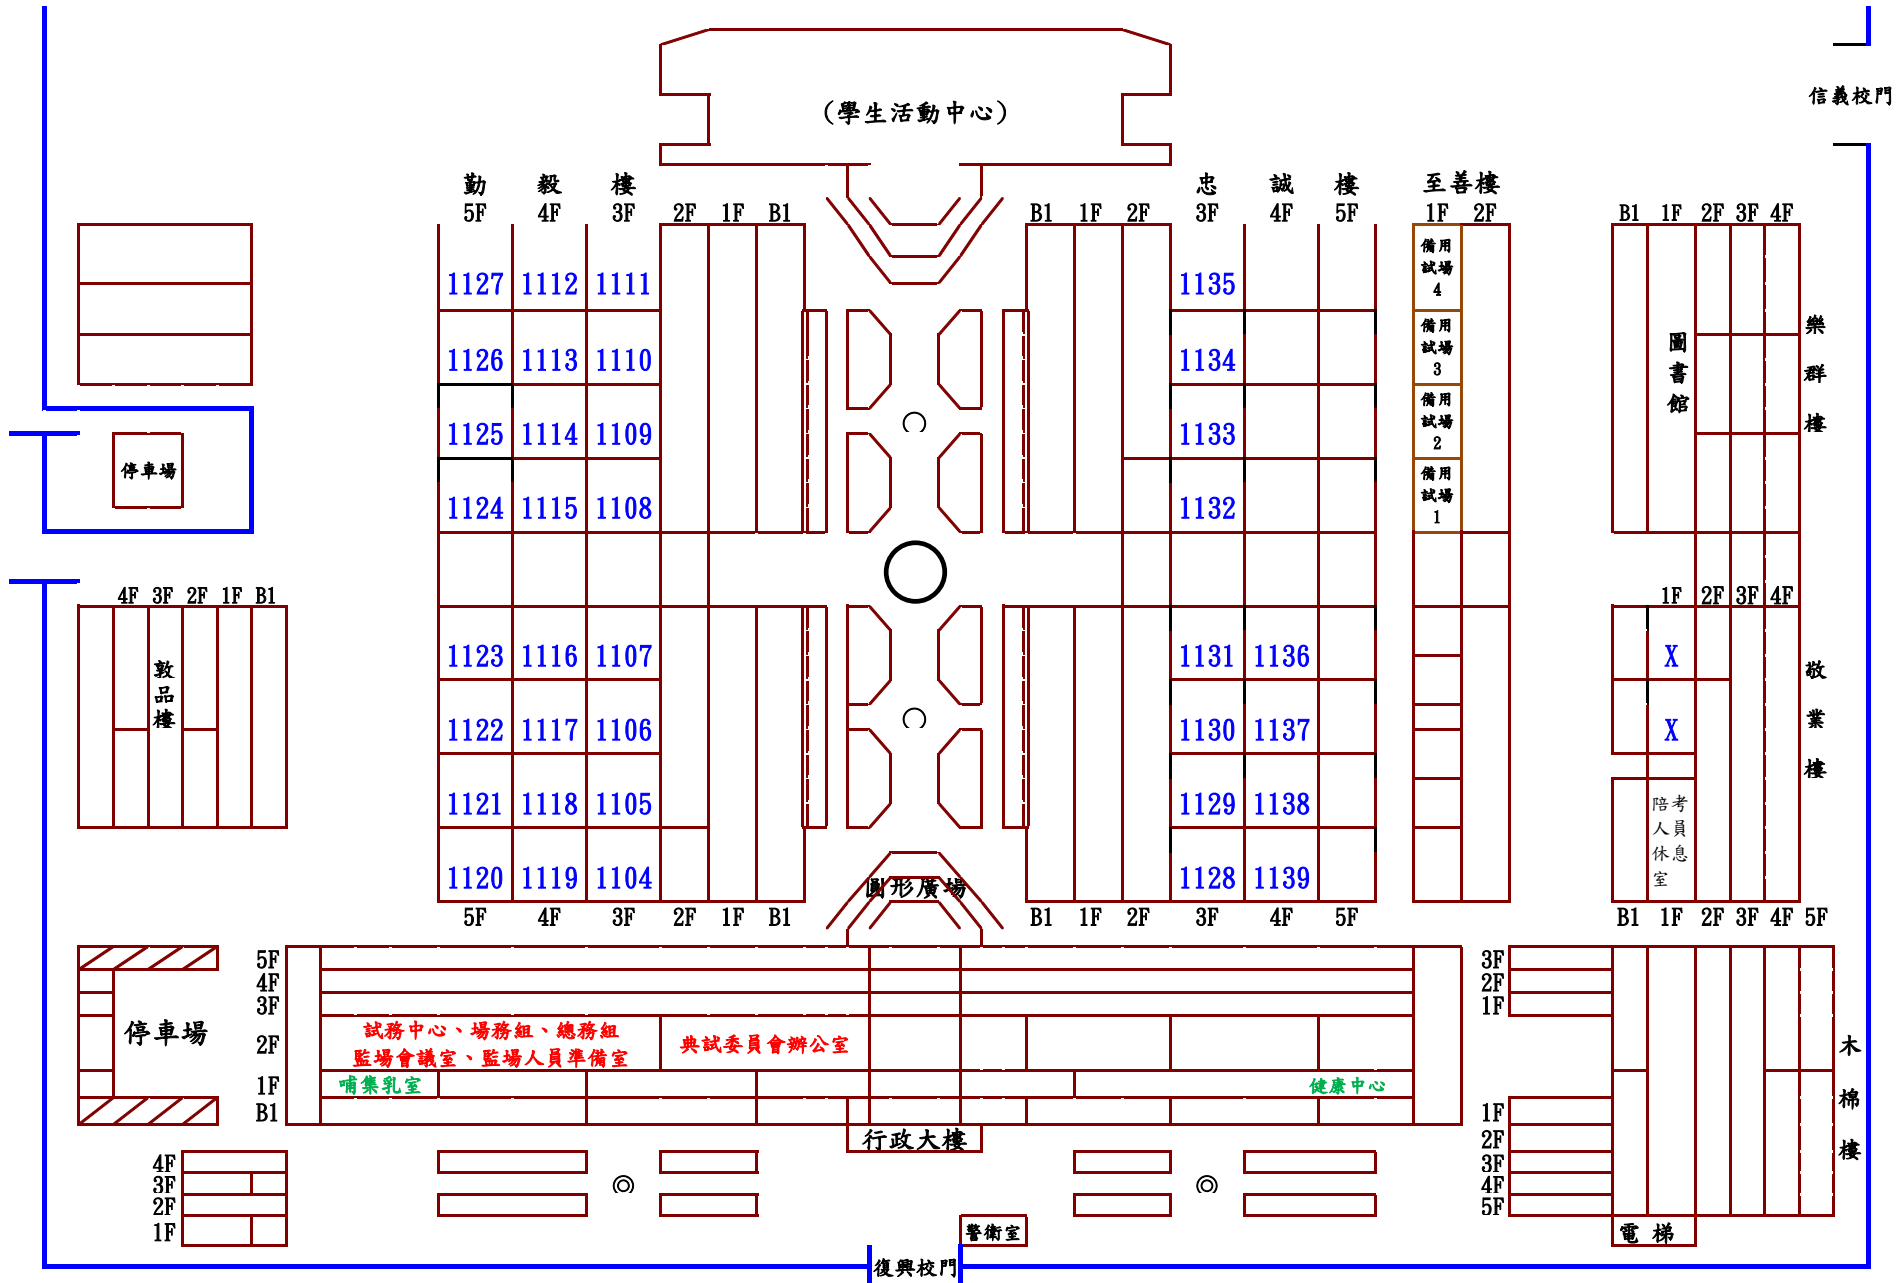 信義校門
(學生活動中心)
勤 毅 樓
忠 誠 樓
至善樓
5F 4F 3F 2F 1F B1
B1 1F 2F 3F 4F 5F
1F 2F
B1 1F 2F 3F 4F
1127 1112 1111
1135
備用
試場
4
1126 1113 1110
1134
備用
試場
3
圖書館
樂群樓
1125 1114 1109
1133
備用
試場
2
停車場
1124 1115 1108
1132
備用
試場
1
4F 3F 2F 1F B1
1F 2F 3F 4F
敦品樓
1123 1116 1107
1131 1136
X
敬業樓
1122 1117 1106
1130 1137
X
1121 1118 1105
1129 1138
陪考
人員
休息
室
1120 1119 1104
圓形廣場
1128 1139
5F 4F 3F 2F 1F B1
B1 1F 2F 3F 4F 5F
B1 1F 2F 3F 4F 5F
5F
4F
3F
2F
1F
B1
停車場
試務中心、場務組、總務組
監場會議室、監場人員準備室
典試委員會辦公室
哺集乳室
健康中心
行政大樓
3F
2F
1F
1F
2F
3F
4F
5F
木棉樓
4F
3F
2F
1F
警衛室
電梯
復興校門